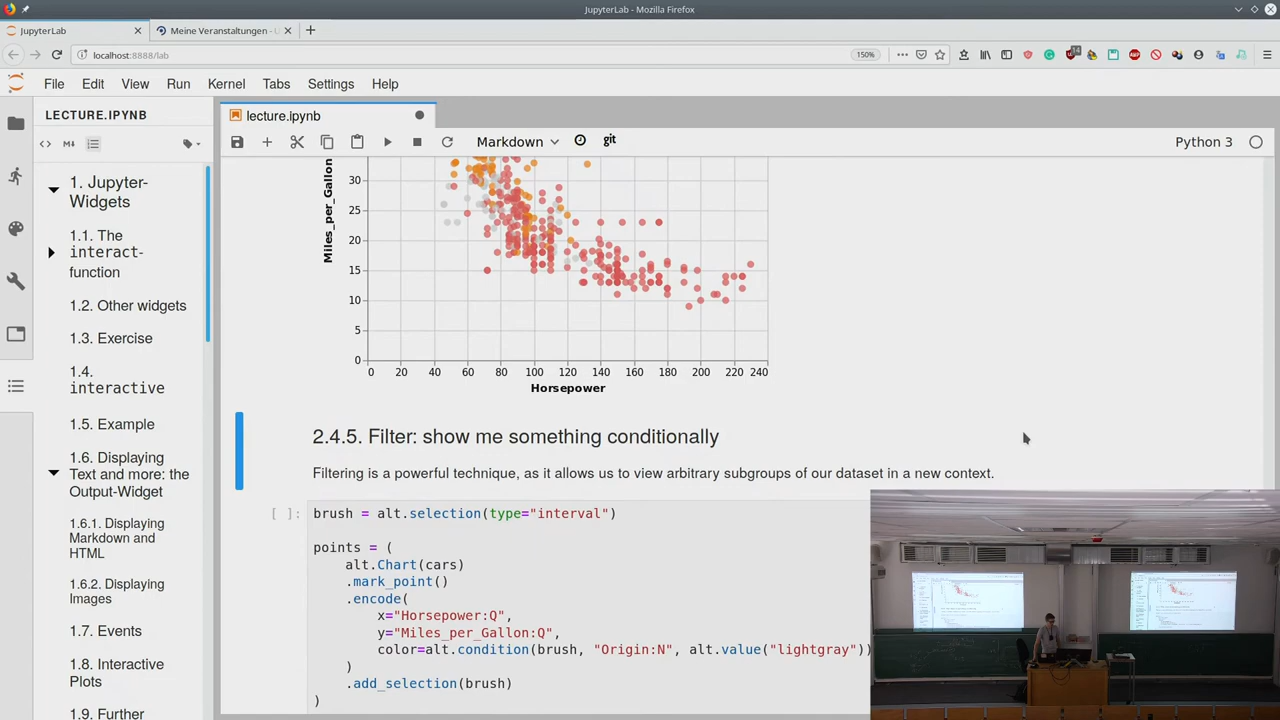 JupyterLab - Mozilla Firefox
JupyterLab
Meine Veranstaltungen - U
localhost:8888/lab
150%
14
ABP
File Edit View Run Kernel Tabs Settings Help
LECTURE.IPYNB
lecture.ipynb
Markdown
git
Python 3
1. Jupyter-
Widgets
1.1. The
interact-
function
1.2. Other widgets
1.3. Exercise
1.4.
interactive
1.5. Example
1.6. Displaying
Text and more: the
Output-Widget
1.6.1. Displaying
Markdown and
HTML
1.6.2. Displaying
Images
1.7. Events
1.8. Interactive
Plots
1.9. Further
Miles_per_Gallon
30
25
20
15
10
5
0
0 20 40 60 80 100 120 140 160 180 200 220 240
Horsepower
2.4.5. Filter: show me something conditionally
Filtering is a powerful technique, as it allows us to view arbitrary subgroups of our dataset in a new context.
[ ]:
brush = alt.selection(type="interval")
points = (
alt.Chart(cars)
.mark_point()
.encode(
x="Horsepower:Q",
y="Miles_per_Gallon:Q",
color=alt.condition(brush, "Origin:N", alt.value("lightgray"))
)
.add_selection(brush)
)